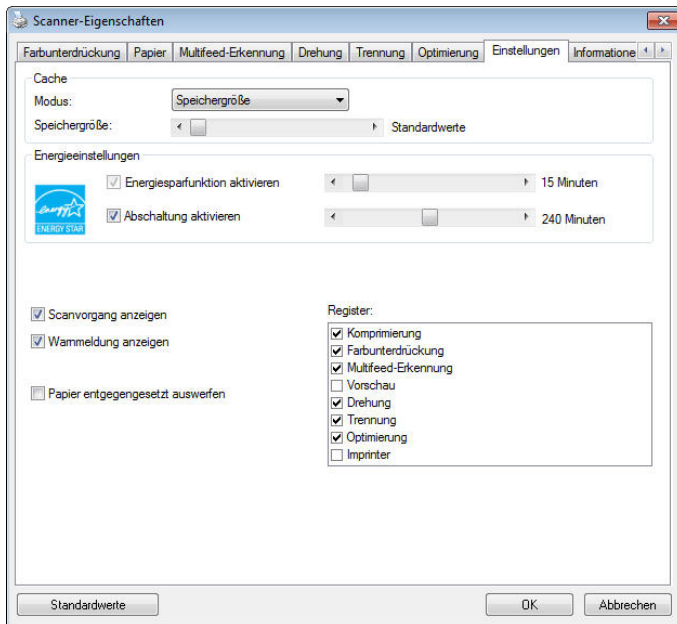 Scanner-Eigenschaften
Farbunterdrückung Papier Multifeed-Erkennung Drehung Trennung Optimierung Einstellungen Informatione
Cache
Modus: Speichergröße
Speichergröße: Standardwerte
Energieeinstellungen
Energiesparfunktion aktivieren 15 Minuten
Abschaltung aktivieren 240 Minuten
energy
ENERGY STAR
Scanvorgang anzeigen
Warnmeldung anzeigen
Papier entgegengesetzt auswerfen
Register:
Komprimierung
Farbunterdrückung
Multifeed-Erkennung
Vorschau
Drehung
Trennung
Optimierung
Imprinter
Standardwerte OK Abbrechen